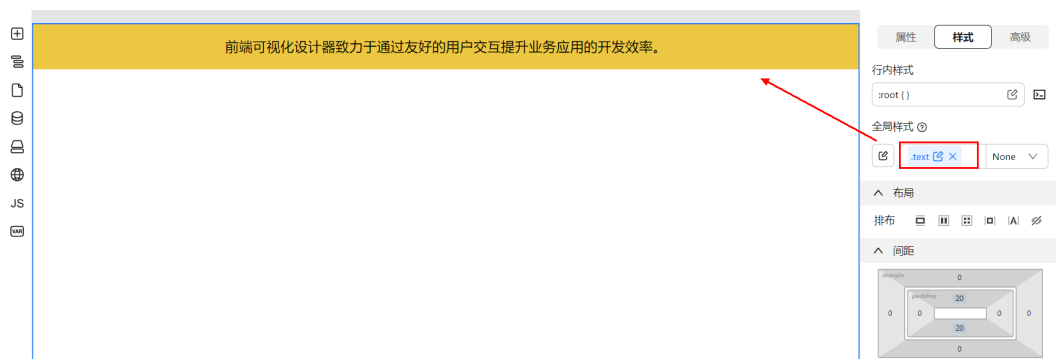 前端可视化设计器致力于通过友好的用户交互提升业务应用的开发效率。
JS
VAR
属性 样式 高级
行内样式
:root { }
全局样式
.text None
布局
排布 A
间距
margin
0
padding
20
0 0 0 0
20
0